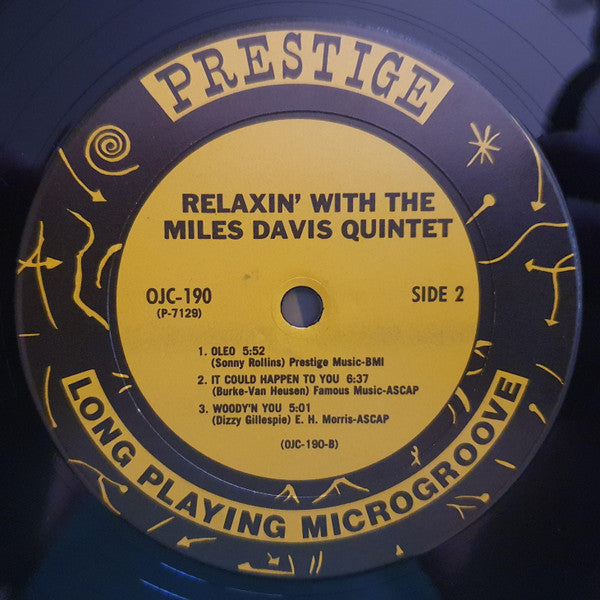 PRESTIGE
RELAXIN' WITH THE
MILES DAVIS QUINTET
OJC-190
(P-7129)
SIDE 2
1. OLEO 5:52
(Sonny Rollins) Prestige Music-BMI
2. IT COULD HAPPEN TO YOU 6:37
(Burke-Van Heusen) Famous Music-ASCAP
3. WOODY'N YOU 5:01
(Dizzy Gillespie) E. H. Morris-ASCAP
(OJC-190-B)
LONG PLAYING MICROGROOVE